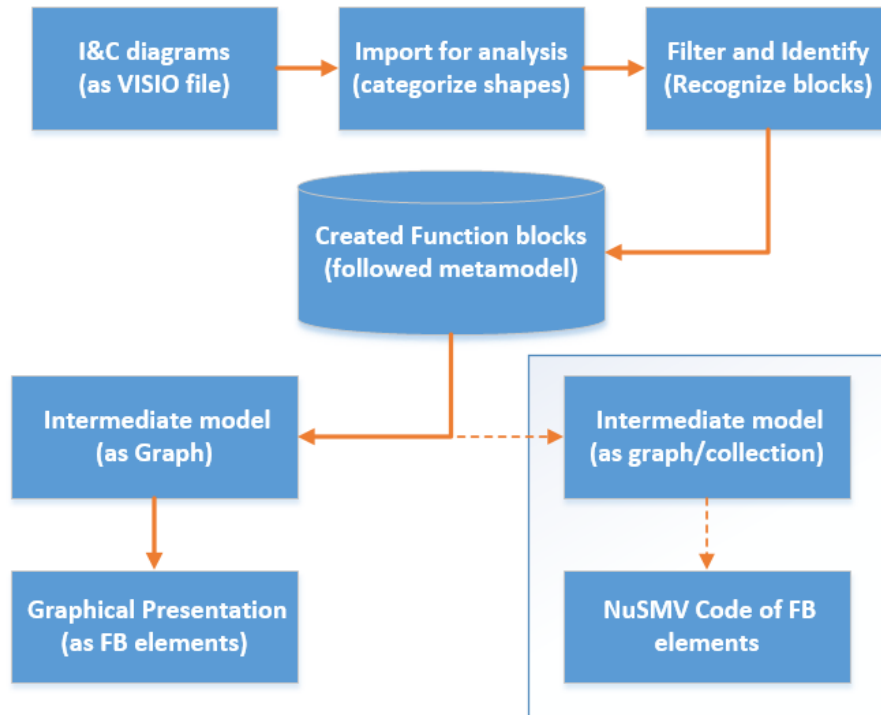 I&C diagrams
(as VISIO file)
Import for analysis
(categorize shapes)
Filter and Identify
(Recognize blocks)
Created Function blocks
(followed metamodel)
Intermediate model
(as Graph)
Intermediate model
(as graph/collection)
Graphical Presentation
(as FB elements)
NuSMV Code of FB
elements